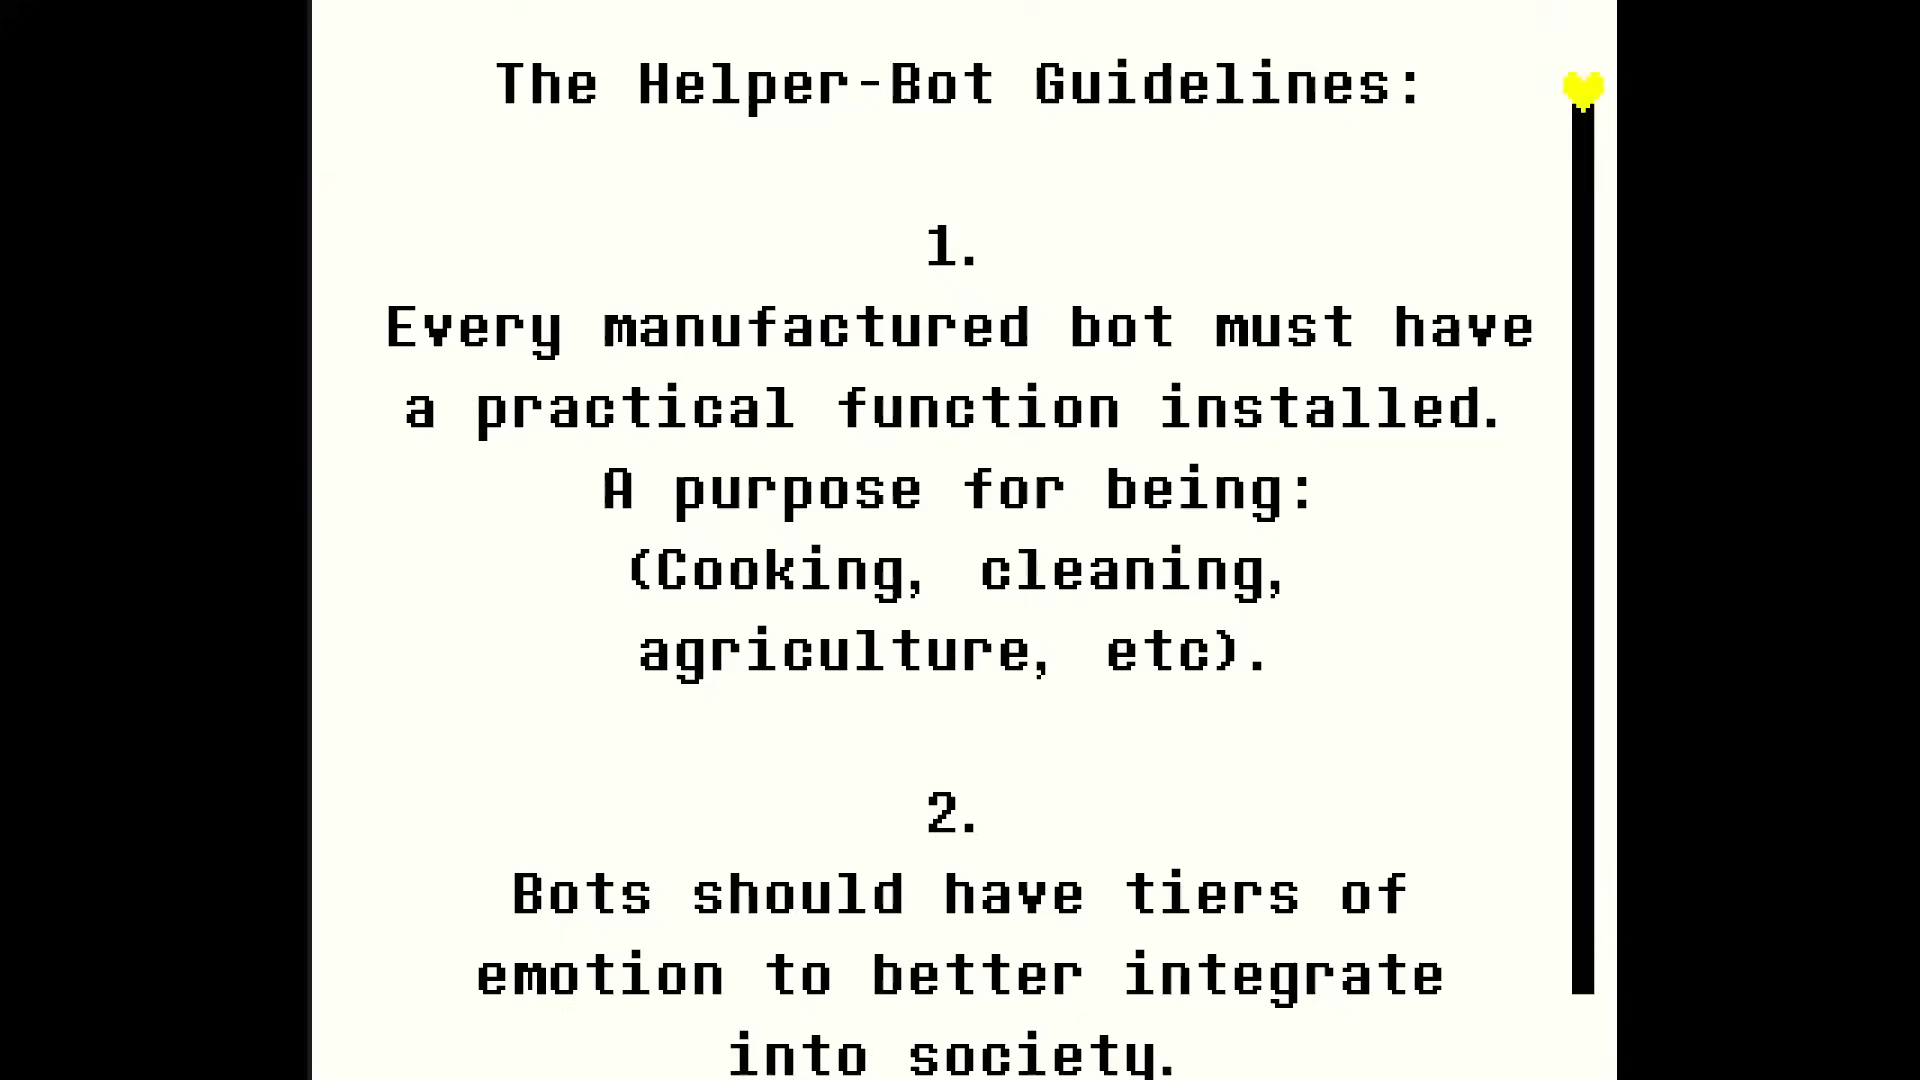 The Helper-Bot Guidelines:
1.
Every manufactured bot must have
a practical function installed.
A purpose for being:
(Cooking, cleaning,
agriculture, etc).
2.
Bots should have tiers of
emotion to better integrate
into society.